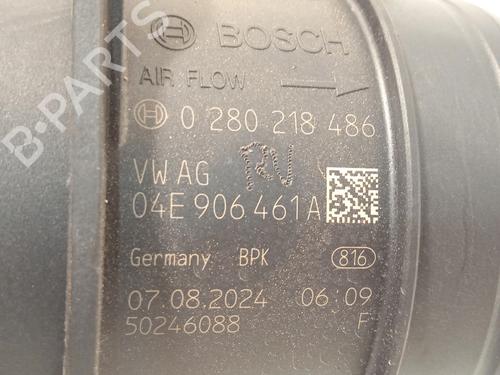 BOSCH
AIR FLOW
0 280 218 486
VW AG
04E 906 461A
Germany BPK 816
07.08.2024 06:09
50246088 F
B-PARTS